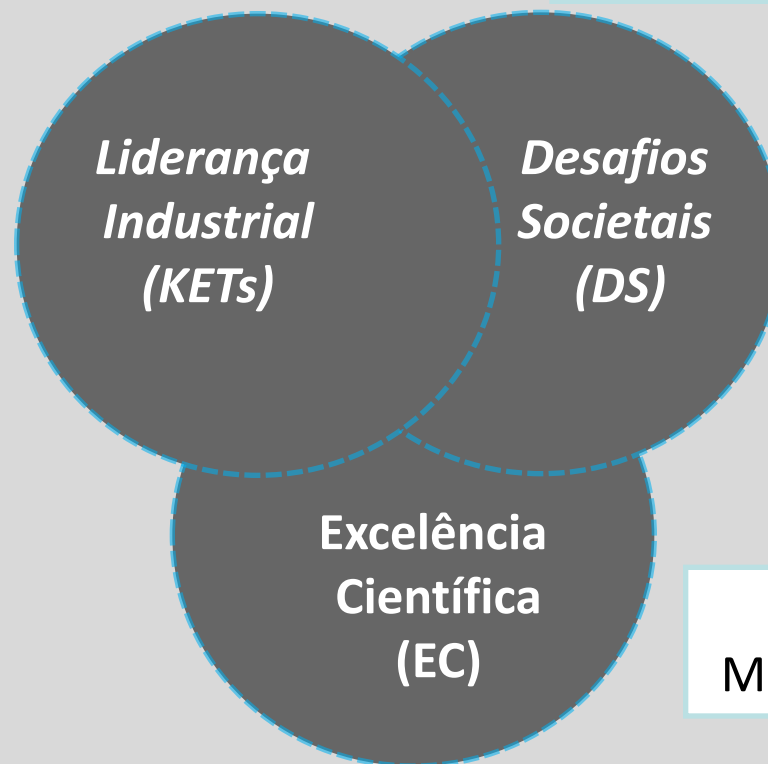 Liderança
Industrial
(KETs)
Desafios
Societais
(DS)
Excelência
Científica
(EC)
M